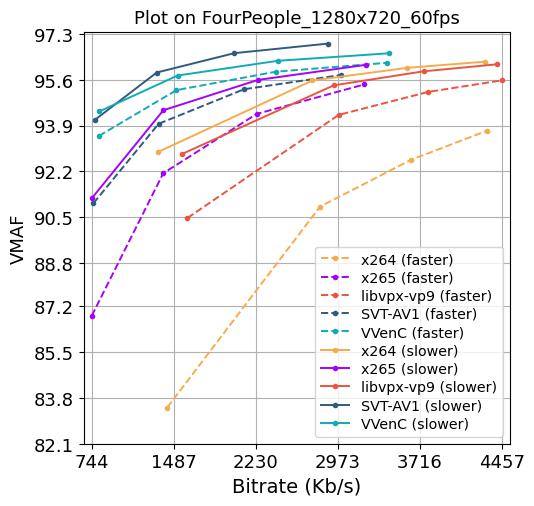 Plot on FourPeople_1280x720_60fps
97.3
95.6
93.9
92.2
90.5
88.8
87.2
85.5
83.8
82.1
VMAF
x264 (faster)
x265 (faster)
libvpx-vp9 (faster)
SVT-AV1 (faster)
VVenC (faster)
x264 (slower)
x265 (slower)
libvpx-vp9 (slower)
SVT-AV1 (slower)
VVenC (slower)
744 1487 2230 2973 3716 4457
Bitrate (Kb/s)